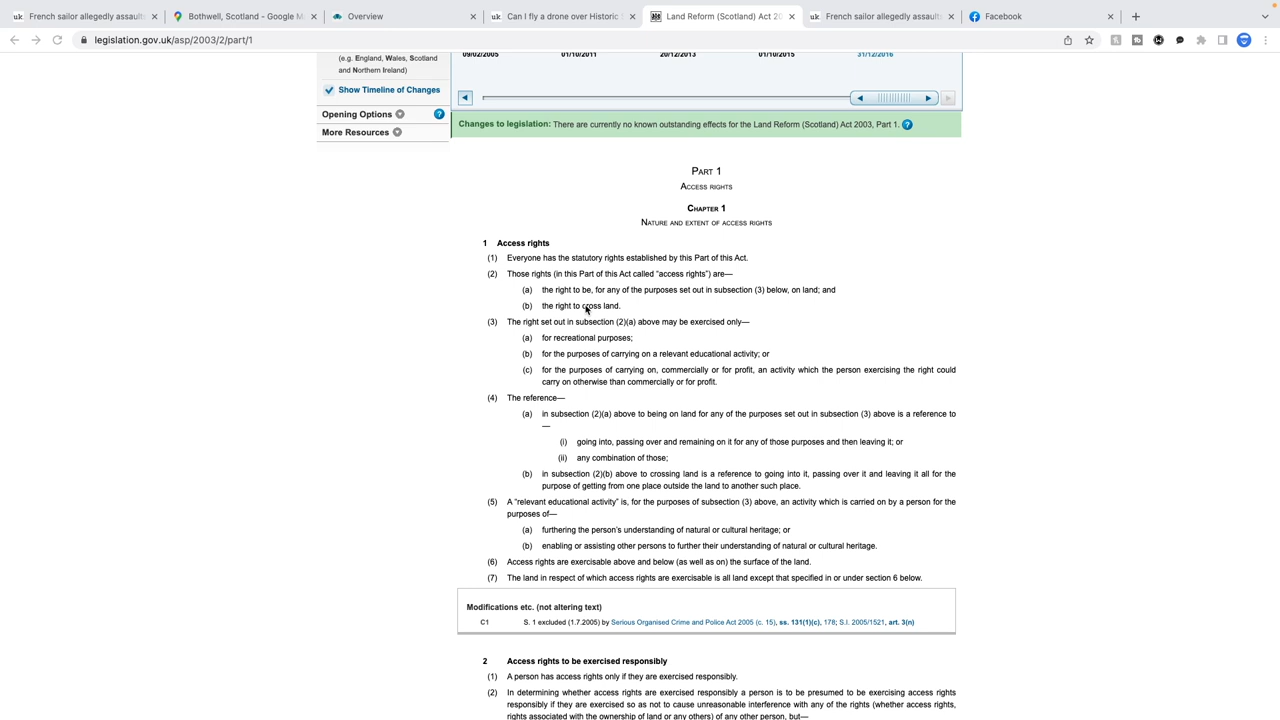 French sailor allegedly assault
Bothwell, Scotland - Google M
Overview
Can I fly a drone over Historic
Land Reform (Scotland) Act 20
French sailor allegedly assault
Facebook
legislation.gov.uk/asp/2003/2/part/1
(e.g. England, Wales, Scotland
and Northern Ireland)
09/02/2005 01/10/2011 20/12/2013 01/10/2015 31/12/2016
Show Timeline of Changes
Opening Options ?
More Resources
Changes to legislation: There are currently no known outstanding effects for the Land Reform (Scotland) Act 2003, Part 1. ?
PART 1
ACCESS RIGHTS
CHAPTER 1
NATURE AND EXTENT OF ACCESS RIGHTS
1 Access rights
(1) Everyone has the statutory rights established by this Part of this Act.
(2) Those rights (in this Part of this Act called "access rights") are—
(a) the right to be, for any of the purposes set out in subsection (3) below, on land; and
(b) the right to cross land.
(3) The right set out in subsection (2)(a) above may be exercised only—
(a) for recreational purposes;
(b) for the purposes of carrying on a relevant educational activity; or
(c) for the purposes of carrying on, commercially or for profit, an activity which the person exercising the right could
carry on otherwise than commercially or for profit.
(4) The reference—
(a) in subsection (2)(a) above to being on land for any of the purposes set out in subsection (3) above is a reference to
—
(i) going into, passing over and remaining on it for any of those purposes and then leaving it; or
(ii) any combination of those;
(b) in subsection (2)(b) above to crossing land is a reference to going into it, passing over it and leaving it all for the
purpose of getting from one place outside the land to another such place.
(5) A "relevant educational activity" is, for the purposes of subsection (3) above, an activity which is carried on by a person for the
purposes of—
(a) furthering the person's understanding of natural or cultural heritage; or
(b) enabling or assisting other persons to further their understanding of natural or cultural heritage.
(6) Access rights are exercisable above and below (as well as on) the surface of the land.
(7) The land in respect of which access rights are exercisable is all land except that specified in or under section 6 below.
Modifications etc. (not altering text)
C1 S. 1 excluded (1.7.2005) by Serious Organised Crime and Police Act 2005 (c. 15), ss. 131(1)(c), 178; S.I. 2005/1521, art. 3(n)
2 Access rights to be exercised responsibly
(1) A person has access rights only if they are exercised responsibly.
(2) In determining whether access rights are exercised responsibly a person is to be presumed to be exercising access rights
responsibly if they are exercised so as not to cause unreasonable interference with any of the rights (whether access rights,
rights associated with the ownership of land or any others) of any other person, but—